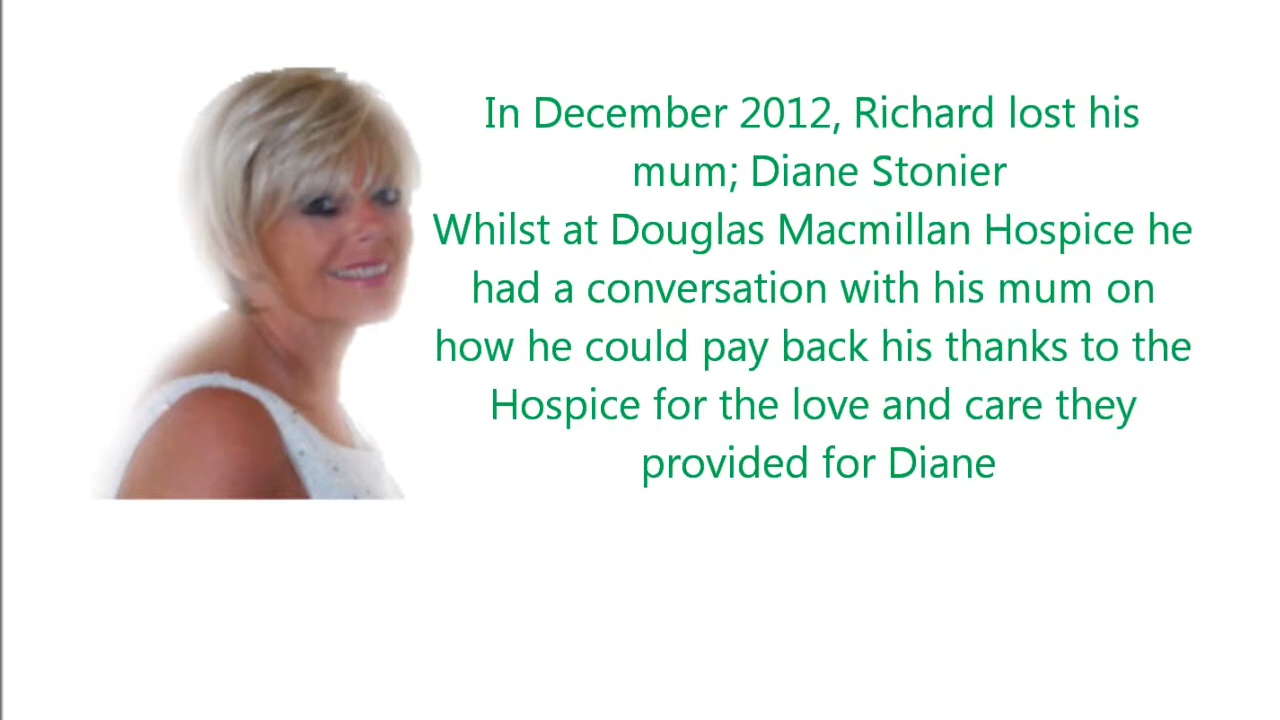 In December 2012, Richard lost his
mum; Diane Stonier
Whilst at Douglas Macmillan Hospice he
had a conversation with his mum on
how he could pay back his thanks to the
Hospice for the love and care they
provided for Diane